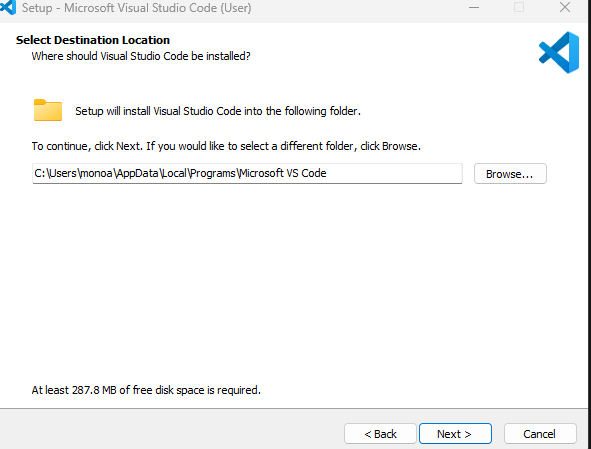 Setup - Microsoft Visual Studio Code (User)
Select Destination Location
Where should Visual Studio Code be installed?
Setup will install Visual Studio Code into the following folder.
To continue, click Next. If you would like to select a different folder, click Browse.
C:\Users\monoa\AppData\Local\Programs\Microsoft VS Code
Browse...
At least 287.8 MB of free disk space is required.
< Back
Next >
Cancel